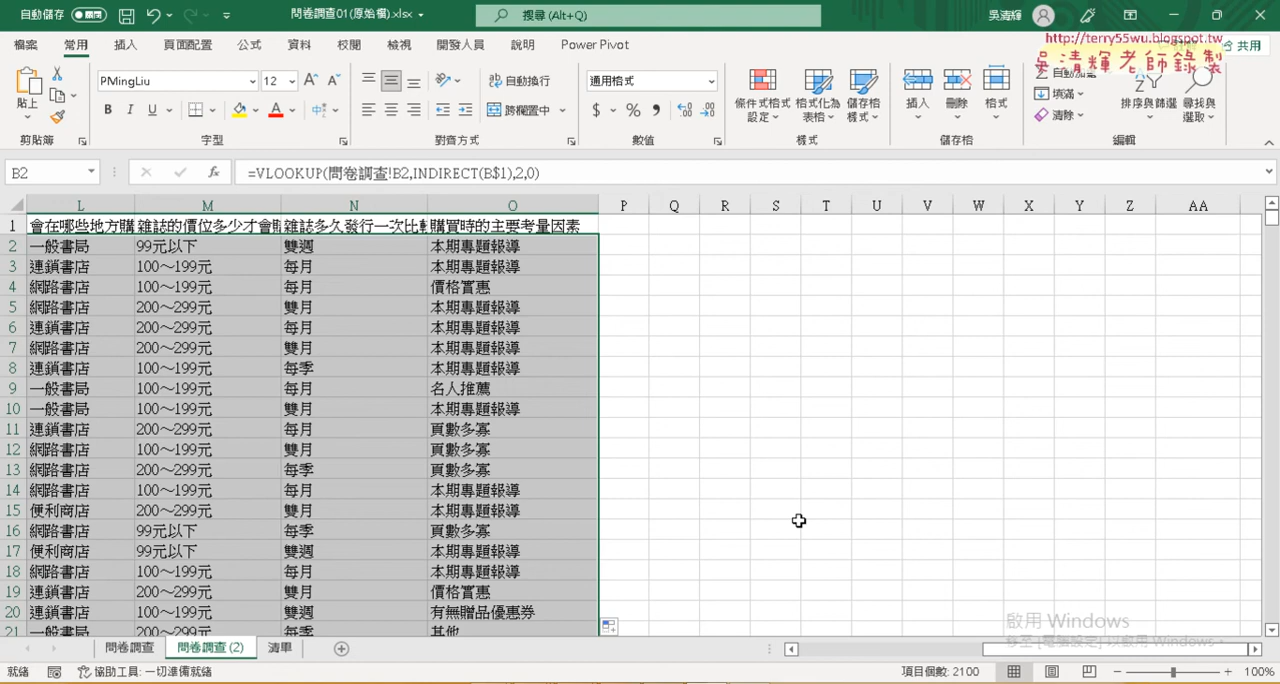 自動儲存 問卷調查01(原始檔).xlsx 搜尋 (Alt+Q) 吳清輝
http://terry55wu.blogspot.tw
吳清輝老師錄製
檔案 常用 插入 頁面配置 公式 資料 校閱 檢視 開發人員 說明 Power Pivot 共用
貼上 PMingLiu 12 自動換行 通用格式 條件式格式設定 格式化為表格 儲存格樣式 插入 刪除 格式 填滿 清除 排序與篩選 尋找與選取
B I U 跨欄置中 $ %
剪貼簿 字型 對齊方式 數值 樣式 儲存格 編輯
B2 fx =VLOOKUP(問卷調查!B2,INDIRECT(B$1),2,0)
L M N O P Q R S T U V W X Y Z AA
1 會在哪些地方購 雜誌的價位多少才會 雜誌多久發行一次比 購買時的主要考量因素
2 一般書局 99元以下 雙週 本期專題報導
3 連鎖書店 100～199元 每月 本期專題報導
4 網路書店 100～199元 每月 價格實惠
5 網路書店 200～299元 雙月 本期專題報導
6 連鎖書店 200～299元 每月 本期專題報導
7 網路書店 200～299元 雙月 本期專題報導
8 連鎖書店 100～199元 每季 本期專題報導
9 一般書局 100～199元 每月 名人推薦
10 一般書局 100～199元 雙月 本期專題報導
11 連鎖書店 200～299元 每月 頁數多寡
12 網路書店 100～199元 雙月 頁數多寡
13 網路書店 200～299元 每季 頁數多寡
14 網路書店 100～199元 每月 本期專題報導
15 便利商店 200～299元 每月 本期專題報導
16 網路書店 99元以下 每季 頁數多寡
17 便利商店 99元以下 雙週 本期專題報導
18 網路書店 100～199元 每月 本期專題報導
19 連鎖書店 200～299元 雙月 價格實惠
20 連鎖書店 100～199元 雙週 有無贈品優惠券
21 一般書局 200～299元 每季 其他
啟用 Windows
移至 [電腦設定] 以啟用 Windows。
問卷調查 問卷調查 (2) 清單
就緒 協助工具: 一切準備就緒 項目個數: 2100 100%